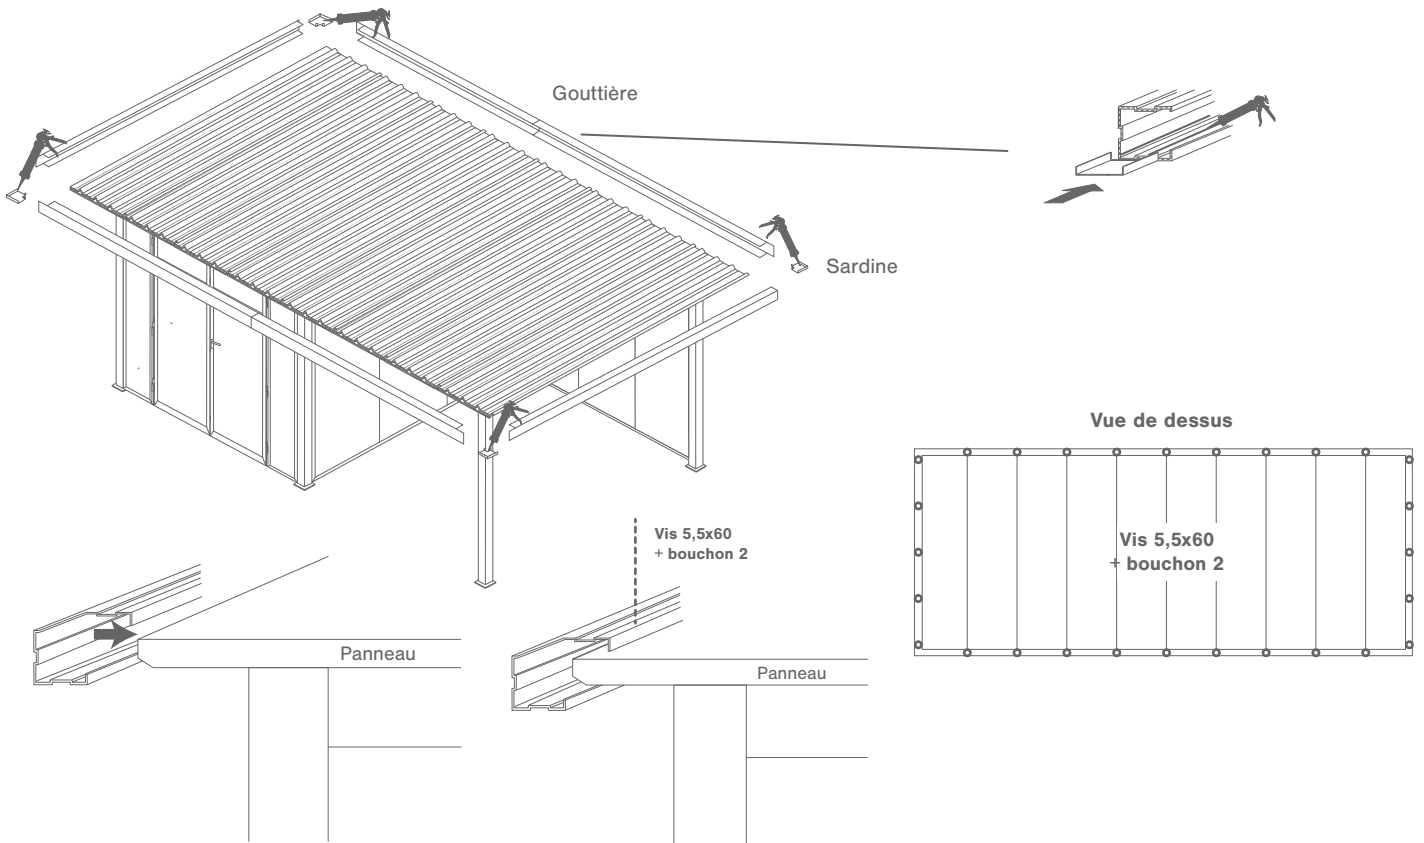 Gouttière
Sardine
Vue de dessus
Vis 5,5x60
+ bouchon 2
Vis 5,5x60
+ bouchon 2
Panneau
Panneau